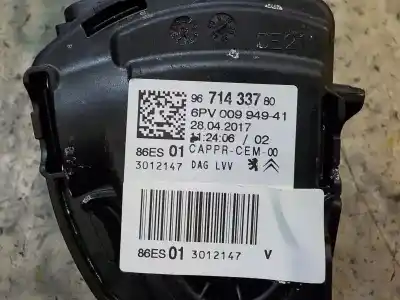 96 714 337 80
6PV 009 949-41
28.04.2017
:24:06 / 02
86ES 01 CAPPR-CEM-00
3012147 DAG LVV
86ES 01 3012147 V